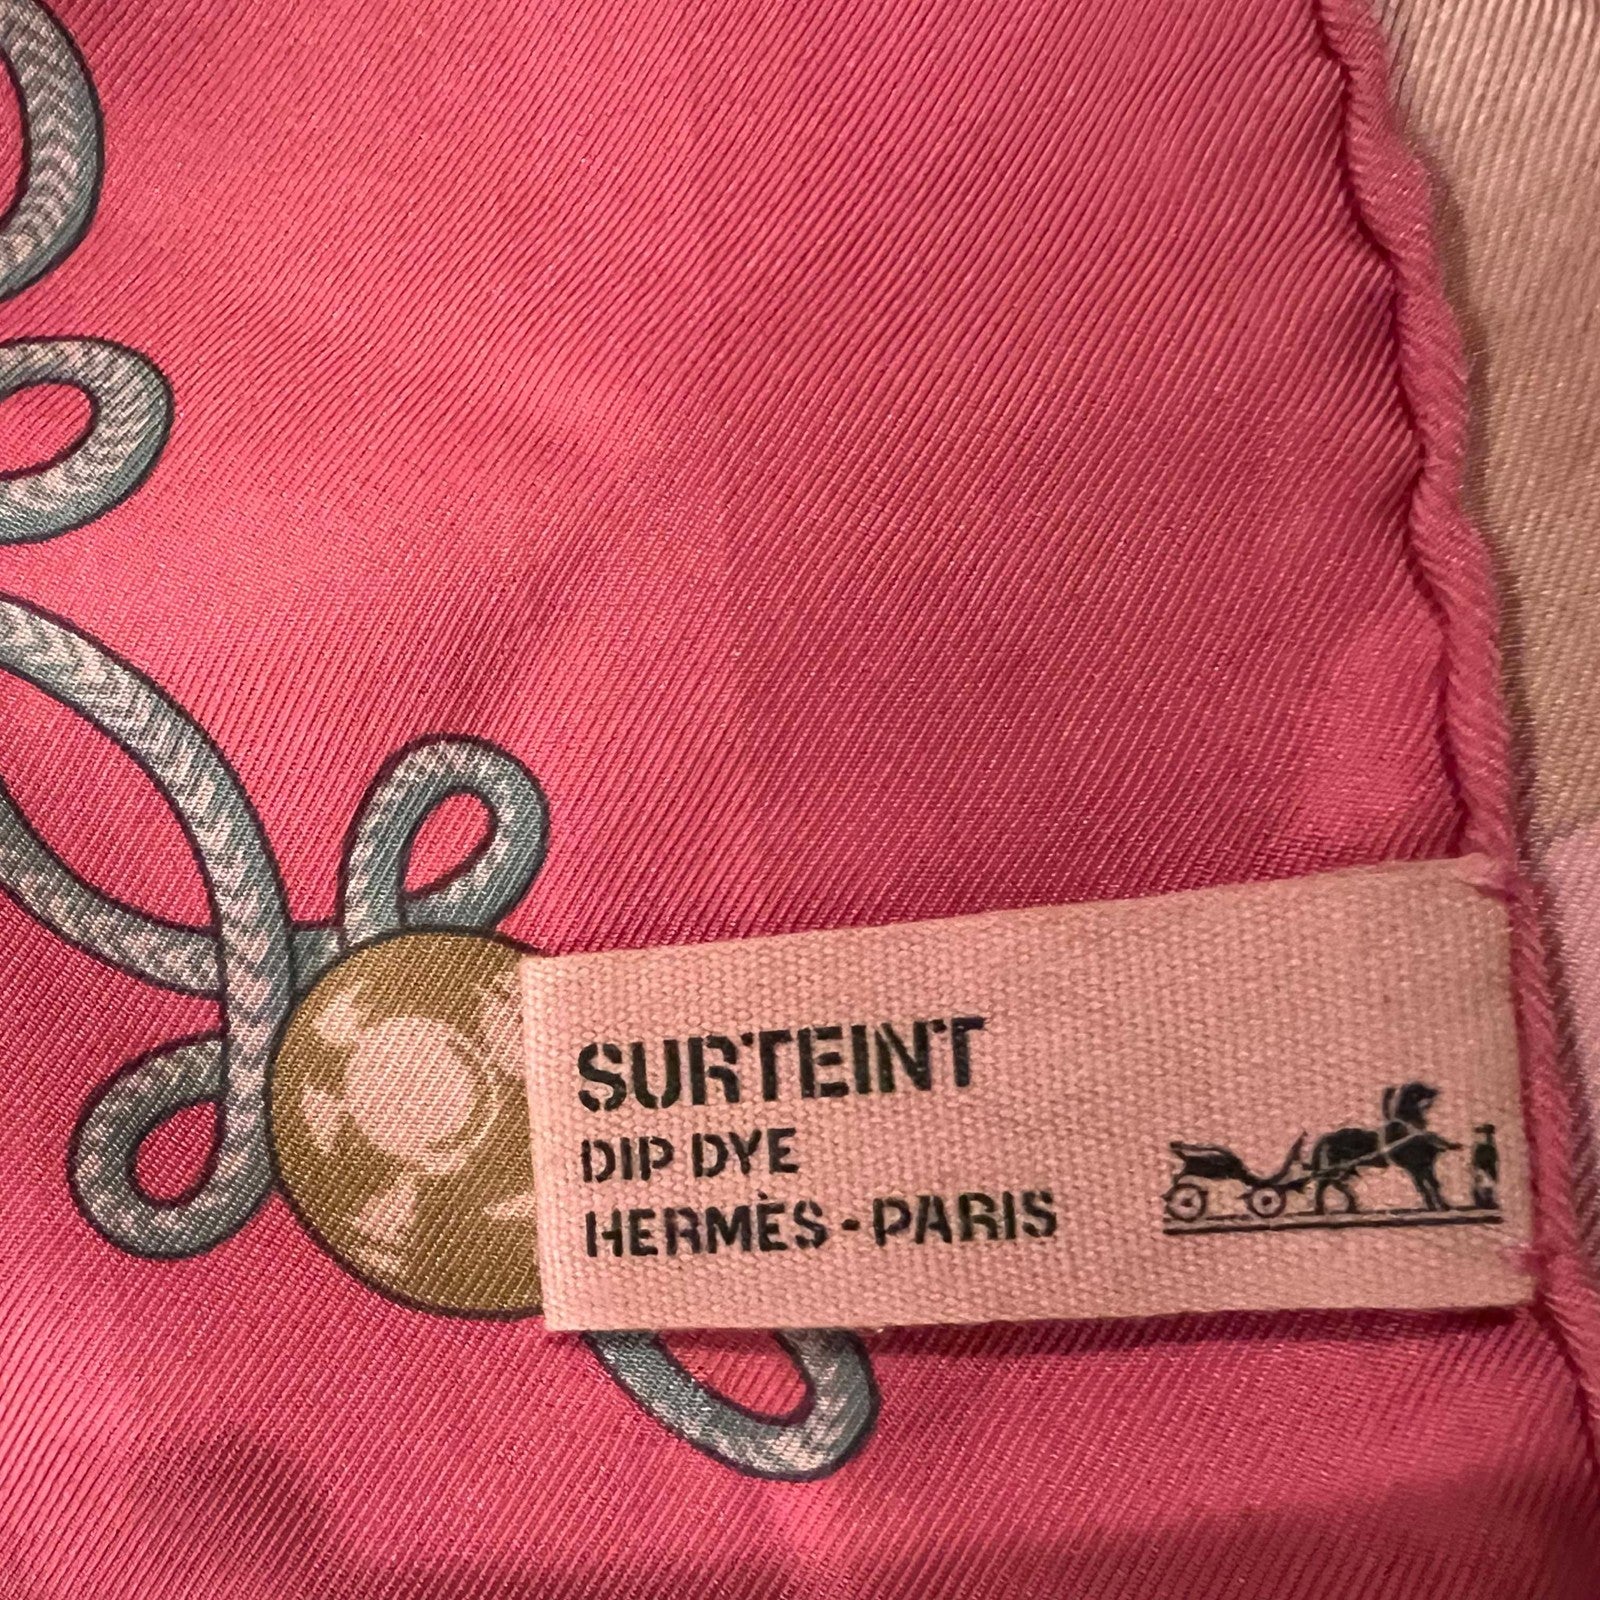 SURTEINT
DIP DYE
HERMÈS-PARIS